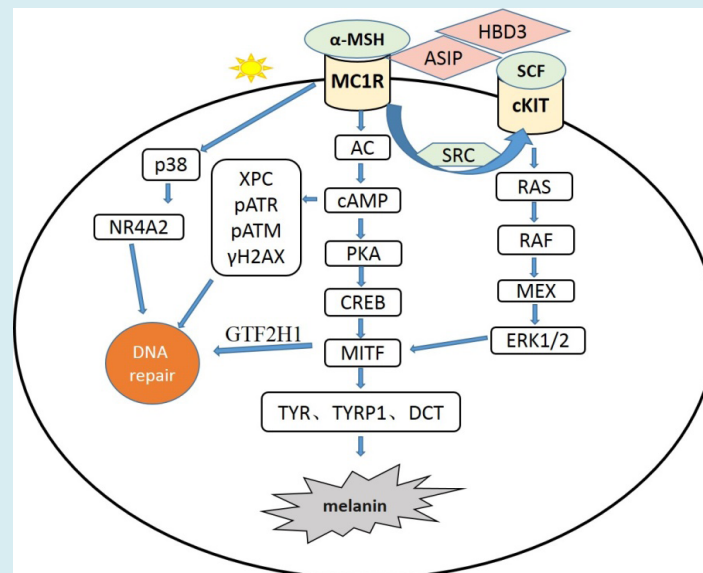 α-MSH
HBD3
ASIP
MC1R
SCF
cKIT
AC
SRC
p38
XPC
pATR
pATM
γH2AX
cAMP
RAS
NR4A2
PKA
RAF
CREB
MEX
GTF2H1
MITF
ERK1/2
DNA
repair
TYR、TYRP1、DCT
melanin